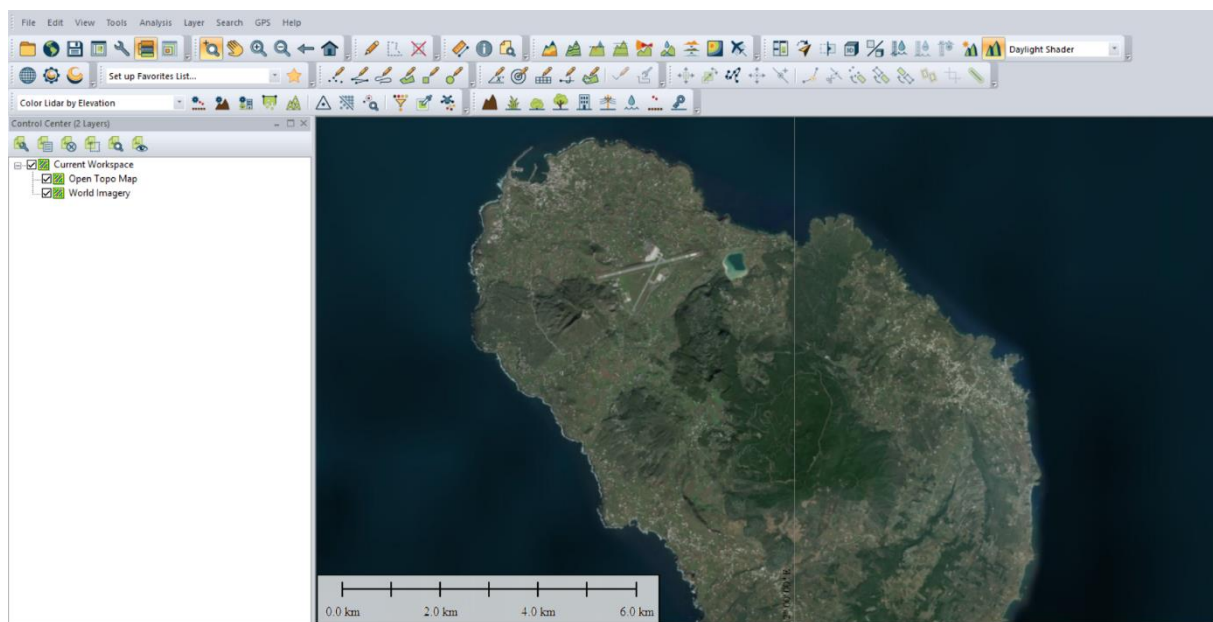 File Edit View Tools Analysis Layer Search GPS Help
Daylight Shader
Set up Favorites List...
Color Lidar by Elevation
Control Center (2 Layers)
Current Workspace
Open Topo Map
World Imagery
0.0 km 2.0 km 4.0 km 6.0 km